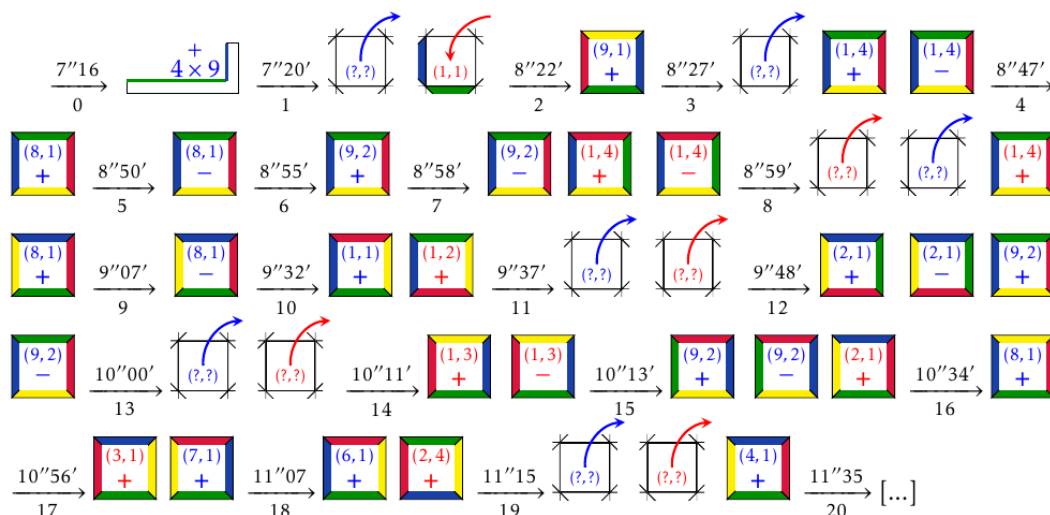 7″16 0 + 4 × 9 7″20′ 1 (?,?) (1,1) 8″22′ 2 (9,1) + 8″27′ 3 (?,?) (1,4) + (1,4) − 8″47′ 4
(8,1) + 8″50′ 5 (8,1) − 8″55′ 6 (9,2) + 8″58′ 7 (9,2) − (1,4) + (1,4) − 8″59′ 8 (?,?) (?,?) (1,4) +
(8,1) + 9″07′ 9 (8,1) − 9″32′ 10 (1,1) + (1,2) + 9″37′ 11 (?,?) (?,?) 9″48′ 12 (2,1) + (2,1) − (9,2) +
(9,2) − 10″00′ 13 (?,?) (?,?) 10″11′ 14 (1,3) + (1,3) − 10″13′ 15 (9,2) + (9,2) − (2,1) + 10″34′ 16 (8,1) +
10″56′ 17 (3,1) + (7,1) + 11″07 18 (6,1) + (2,4) + 11″15 19 (?,?) (?,?) (4,1) + 11″35 20 [...]